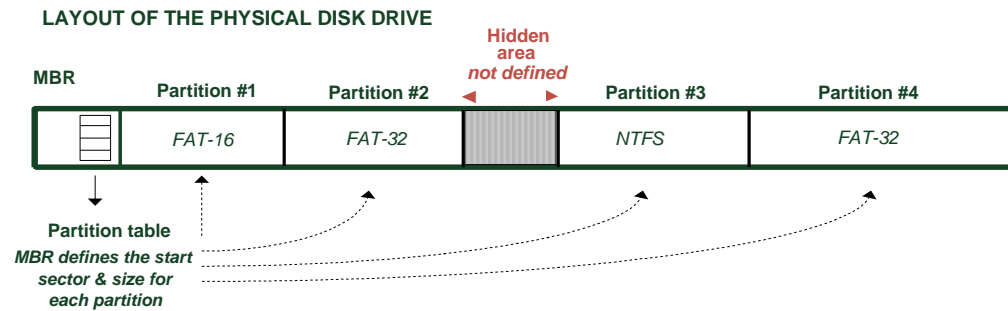 LAYOUT OF THE PHYSICAL DISK DRIVE
Hidden
area
not defined
MBR
Partition #1
Partition #2
Partition #3
Partition #4
FAT-16
FAT-32
NTFS
FAT-32
Partition table
MBR defines the start
sector & size for
each partition